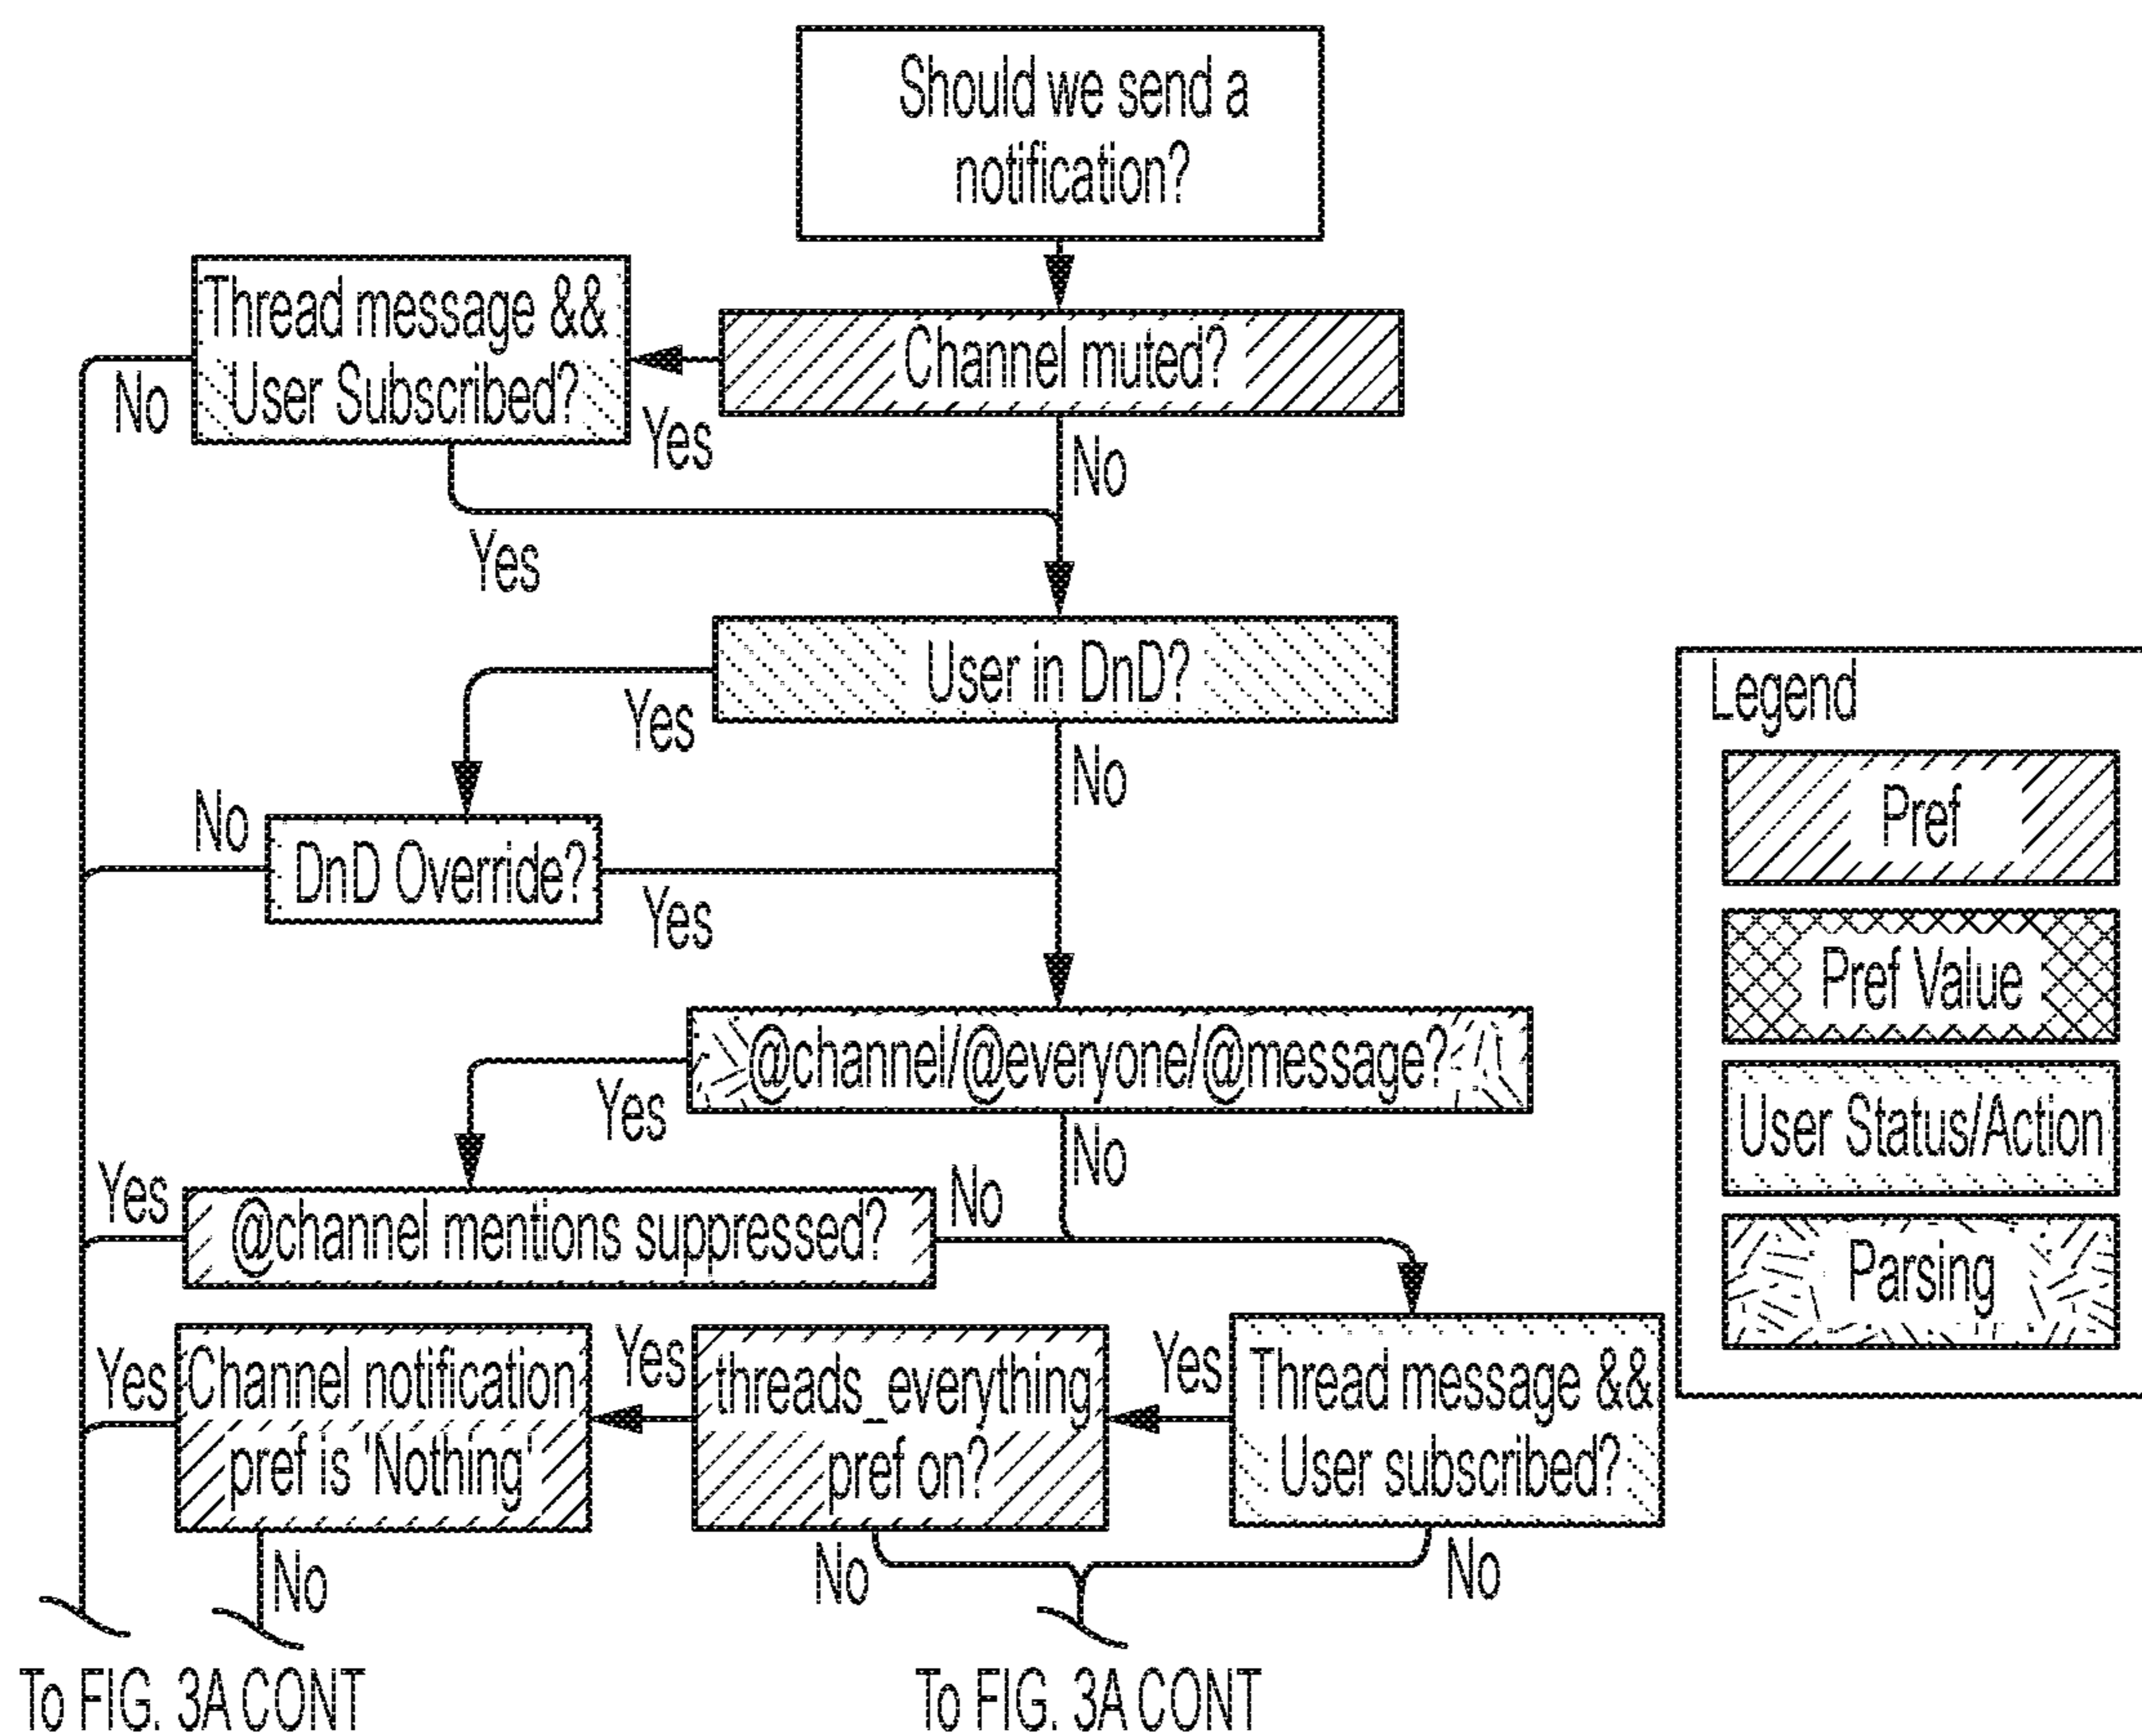 Should we send a
notification?
Thread message &&
User Subscribed?
Channel muted?
No
Yes
No
Yes
User in DnD?
Yes
No
No
DnD Override?
Yes
@channel/@everyone/@message?
Yes
No
Yes
@channel mentions suppressed?
No
Yes
Channel notification
pref is 'Nothing'
Yes
threads_everything
pref on?
Yes
Thread message &&
User subscribed?
No
No
No
To FIG. 3A CONT
To FIG. 3A CONT
Legend
Pref
Pref Value
User Status/Action
Parsing